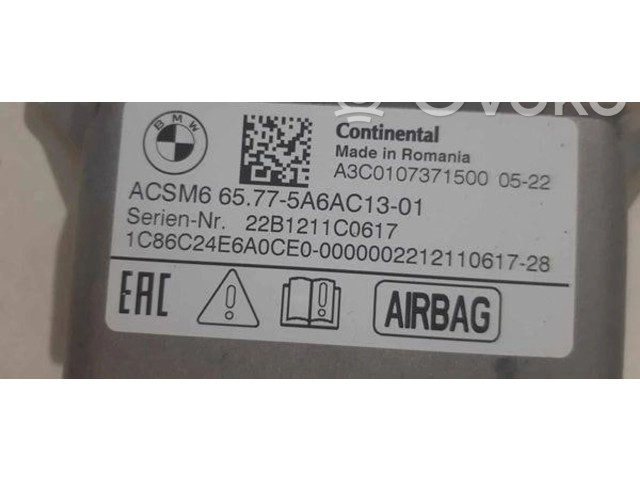 BMW
Continental
Made in Romania
A3C0107371500 05-22
ACSM6 65.77-5A6AC13-01
Serien-Nr. 22B1211C0617
1C86C24E6A0CE0-0000002212110617-28
EAC
AIRBAG